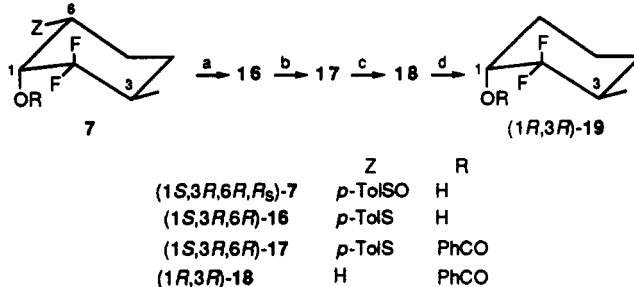 6
Z
F
1
F
3
OR
7
a 16 b 17 c 18 d
F
1
F
3
OR
(1R,3R)-19
Z R
(1S,3R,6R,R_S)-7 p-TolSO H
(1S,3R,6R)-16 p-TolS H
(1S,3R,6R)-17 p-TolS PhCO
(1R,3R)-18 H PhCO